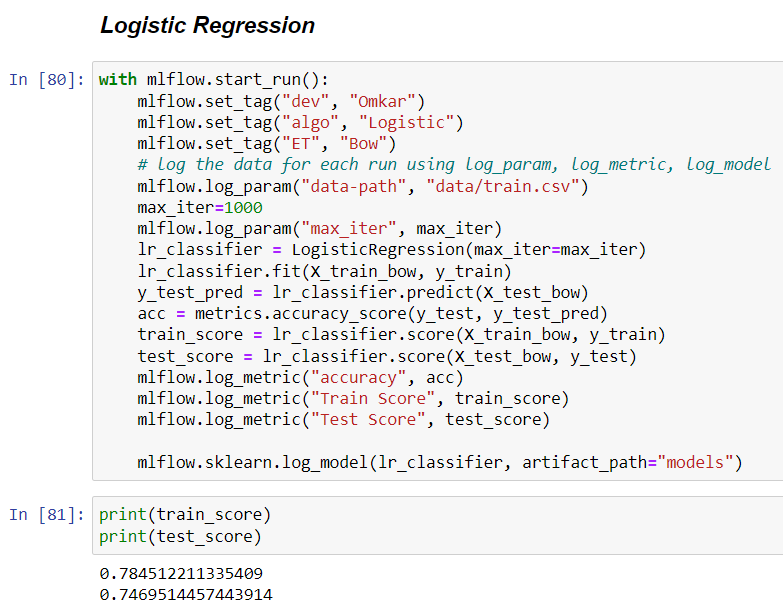 Logistic Regression
In [80]: with mlflow.start_run():
mlflow.set_tag("dev", "Omkar")
mlflow.set_tag("algo", "Logistic")
mlflow.set_tag("ET", "Bow")
# log the data for each run using log_param, log_metric, log_model
mlflow.log_param("data-path", "data/train.csv")
max_iter=1000
mlflow.log_param("max_iter", max_iter)
lr_classifier = LogisticRegression(max_iter=max_iter)
lr_classifier.fit(X_train_bow, y_train)
y_test_pred = lr_classifier.predict(X_test_bow)
acc = metrics.accuracy_score(y_test, y_test_pred)
train_score = lr_classifier.score(X_train_bow, y_train)
test_score = lr_classifier.score(X_test_bow, y_test)
mlflow.log_metric("accuracy", acc)
mlflow.log_metric("Train Score", train_score)
mlflow.log_metric("Test Score", test_score)
mlflow.sklearn.log_model(lr_classifier, artifact_path="models")
In [81]: print(train_score)
print(test_score)
0.784512211335409
0.7469514457443914